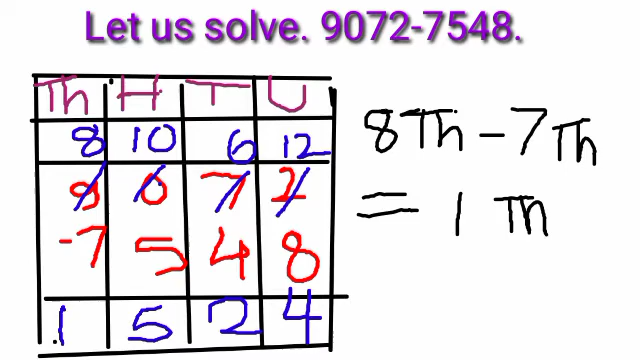 Let us solve. 9072-7548.
Th H T U
8 10 6 12
9 0 7 2
-7 5 4 8
1 5 2 4
8Th - 7Th
= 1 Th